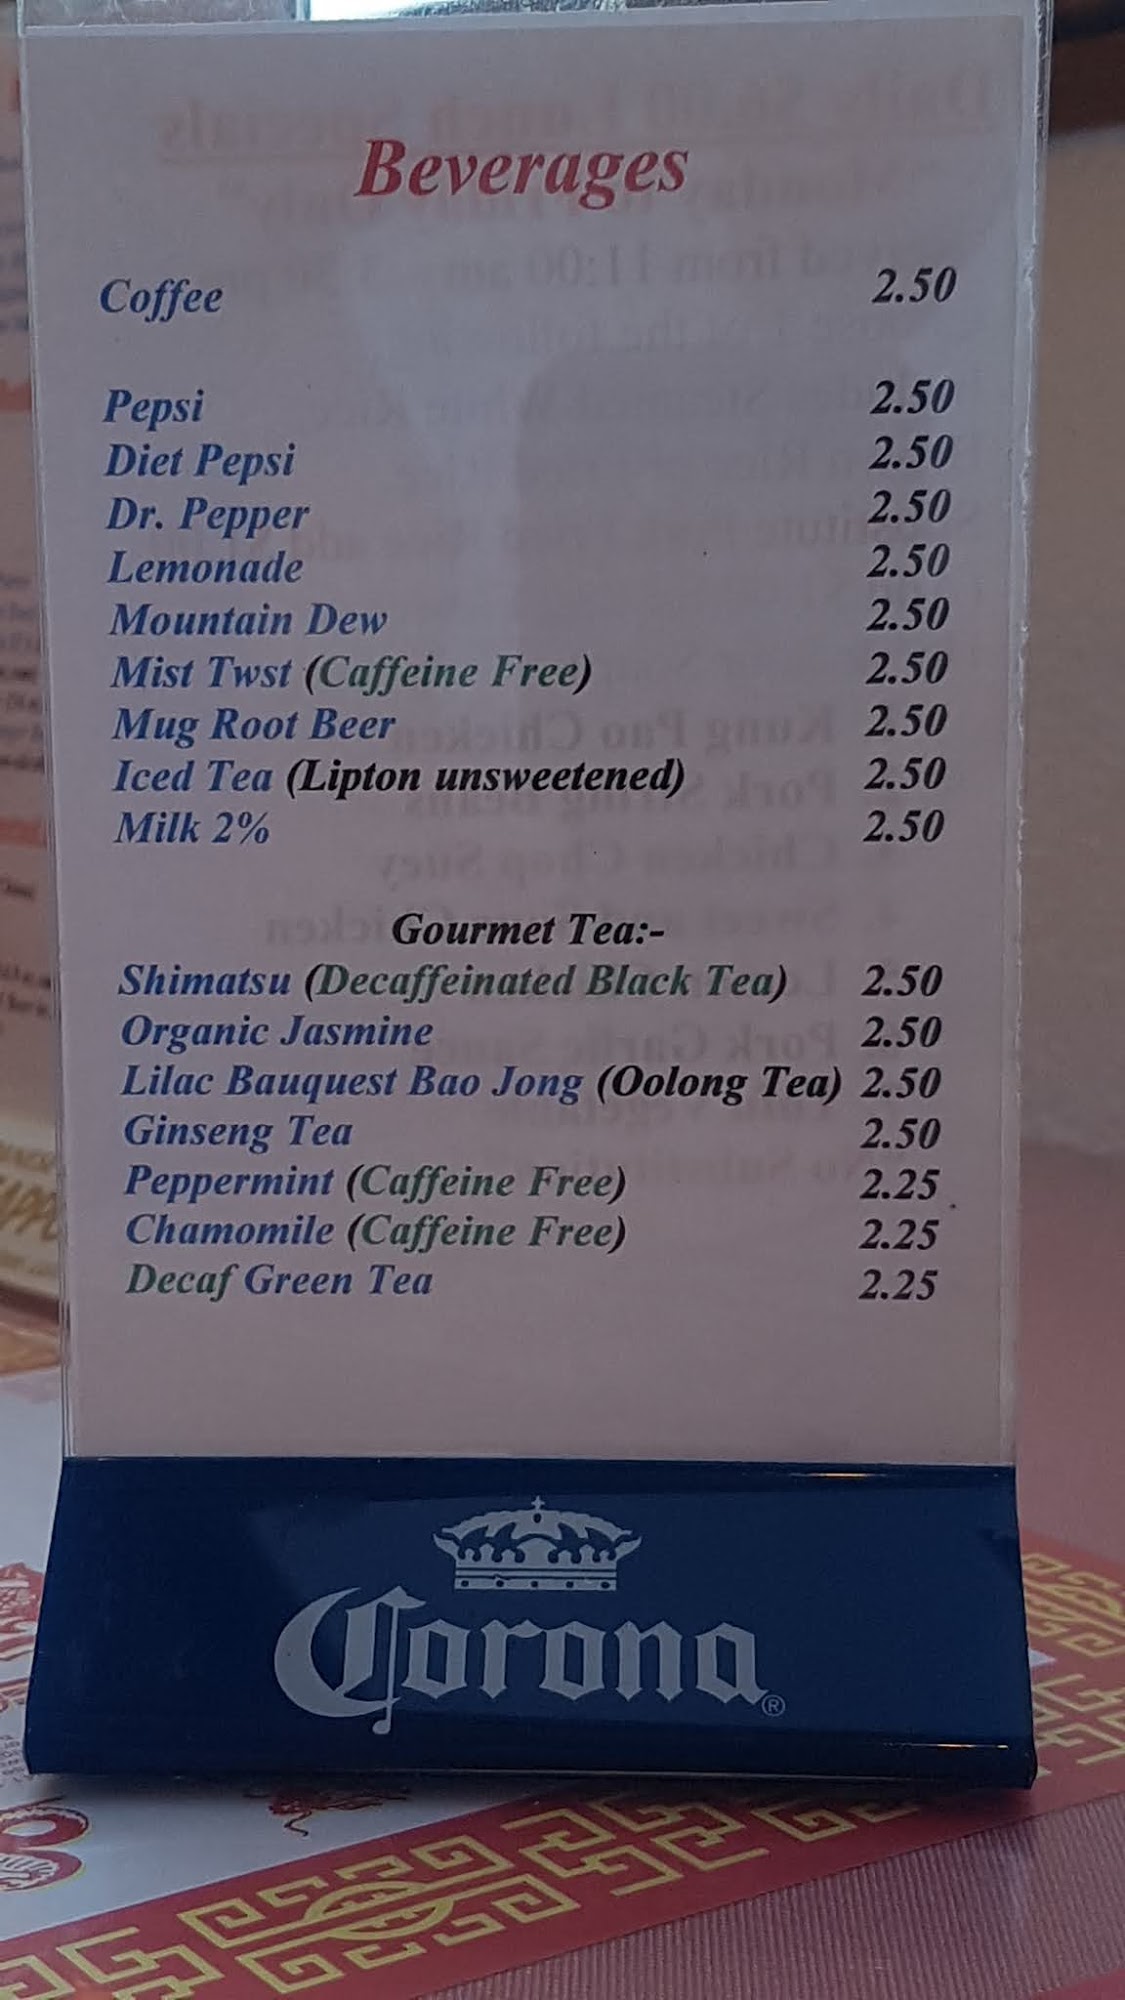 Beverages
Coffee 2.50
Pepsi 2.50
Diet Pepsi 2.50
Dr. Pepper 2.50
Lemonade 2.50
Mountain Dew 2.50
Mist Twst (Caffeine Free) 2.50
Mug Root Beer 2.50
Iced Tea (Lipton unsweetened) 2.50
Milk 2% 2.50
Gourmet Tea:-
Shimatsu (Decaffeinated Black Tea) 2.50
Organic Jasmine 2.50
Lilac Bauquest Bao Jong (Oolong Tea) 2.50
Ginseng Tea 2.50
Peppermint (Caffeine Free) 2.25
Chamomile (Caffeine Free) 2.25
Decaf Green Tea 2.25
Corona®